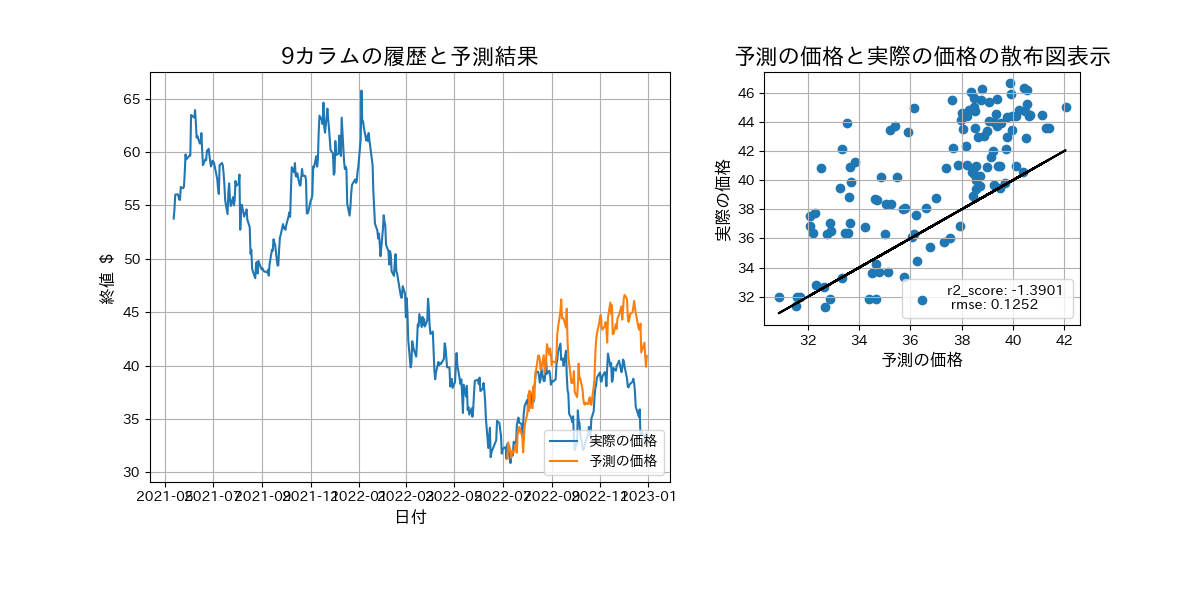 9カラムの履歴と予測結果
65
60
55
50
45
40
35
30
終値 $
2021-05 2021-07 2021-09 2021-11 2022-01 2022-03 2022-05 2022-07 2022-09 2022-11 2023-01
日付
実際の価格
予測の価格
予測の価格と実際の価格の散布図表示
46
44
42
40
38
36
34
32
実際の価格
r2_score: -1.3901
rmse: 0.1252
32 34 36 38 40 42
予測の価格